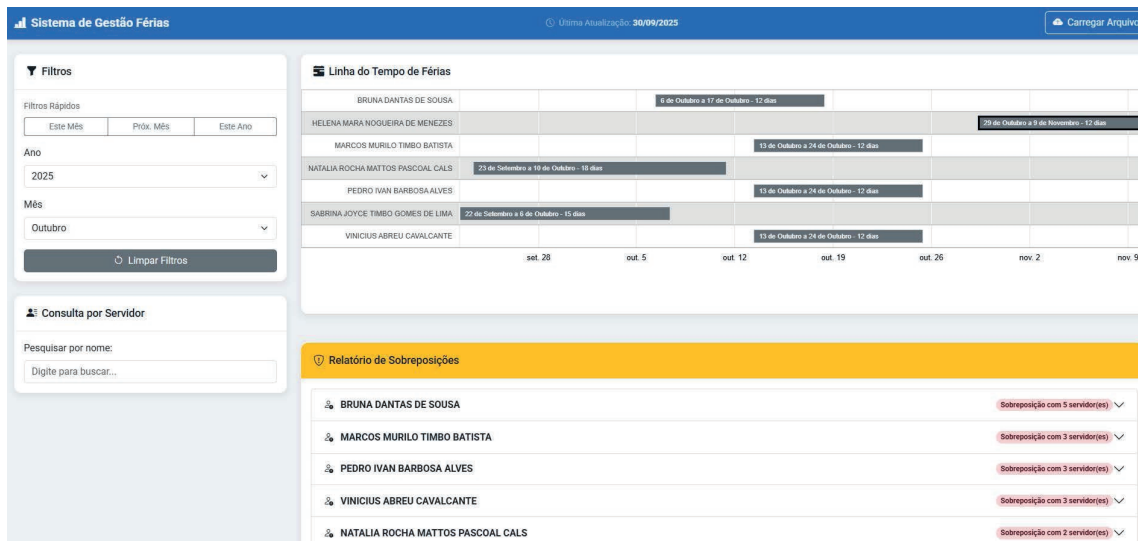 Sistema de Gestão Férias
Última Atualização: 30/09/2025
Carregar Arquivo
Filtros
Filtros Rápidos
Este Mês
Próx. Mês
Este Ano
Ano
2025
Mês
Outubro
Limpar Filtros
Consulta por Servidor
Pesquisar por nome:
Digite para buscar...
Linha do Tempo de Férias
BRUNA DANTAS DE SOUSA
6 de Outubro a 17 de Outubro - 12 dias
HELENA MARA NOGUEIRA DE MENEZES
29 de Outubro a 9 de Novembro - 12 dias
MARCOS MURILO TIMBO BATISTA
13 de Outubro a 24 de Outubro - 12 dias
NATALIA ROCHA MATTOS PASCOAL CALS
23 de Setembro a 10 de Outubro - 18 dias
PEDRO IVAN BARBOSA ALVES
13 de Outubro a 24 de Outubro - 12 dias
SABRINA JOYCE TIMBO GOMES DE LIMA
22 de Setembro a 6 de Outubro - 15 dias
VINICIUS ABREU CAVALCANTE
13 de Outubro a 24 de Outubro - 12 dias
set. 28 out. 5 out. 12 out. 19 out. 26 nov. 2 nov. 9
Relatório de Sobreposições
BRUNA DANTAS DE SOUSA
Sobreposição com 5 servidor(es)
MARCOS MURILO TIMBO BATISTA
Sobreposição com 3 servidor(es)
PEDRO IVAN BARBOSA ALVES
Sobreposição com 3 servidor(es)
VINICIUS ABREU CAVALCANTE
Sobreposição com 3 servidor(es)
NATALIA ROCHA MATTOS PASCOAL CALS
Sobreposição com 2 servidor(es)